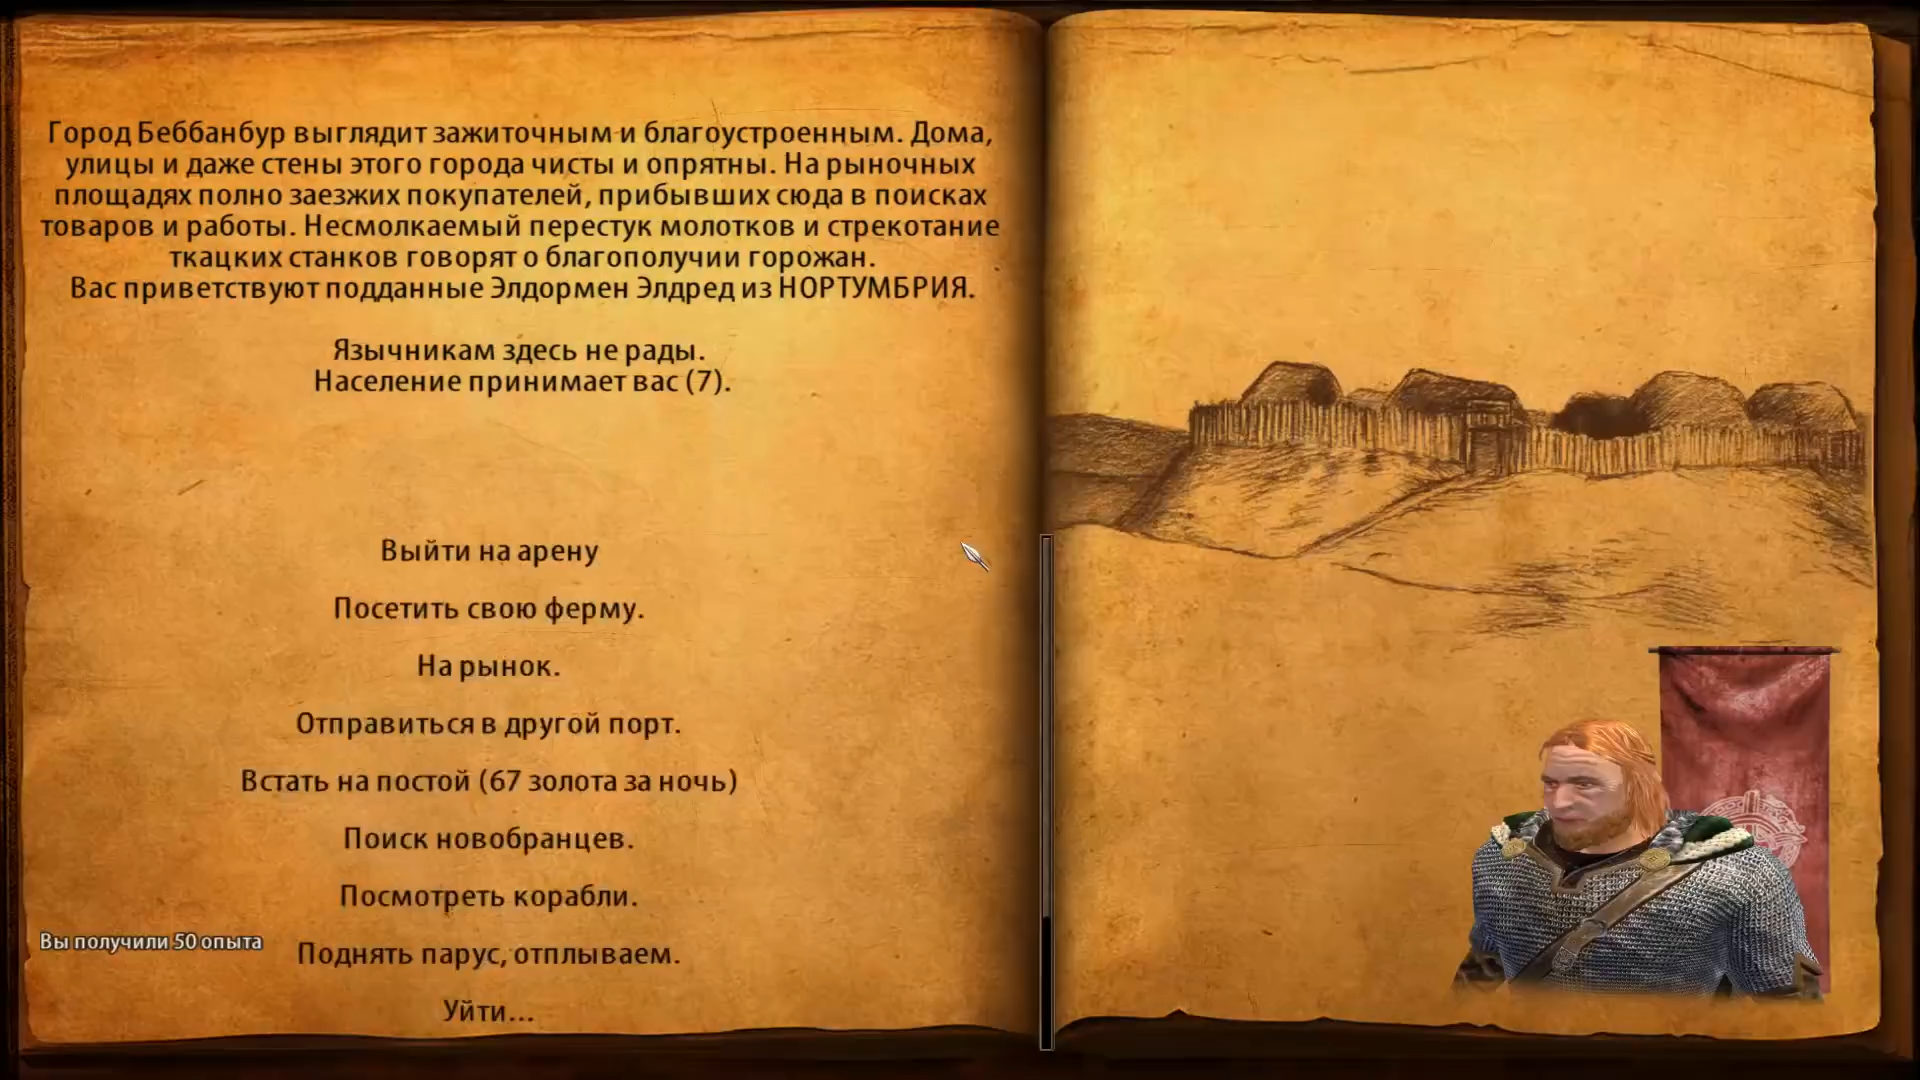 Город Беббанбур выглядит зажиточным и благоустроенным. Дома,
улицы и даже стены этого города чисты и опрятны. На рыночных
площадях полно заезжих покупателей, прибывших сюда в поисках
товаров и работы. Несмолкаемый перестук молотков и стрекотание
ткацких станков говорят о благополучии горожан.
Вас приветствуют подданные Элдормен Элдред из НОРТУМБРИЯ.
Язычникам здесь не рады.
Население принимает вас (7).
Выйти на арену
Посетить свою ферму.
На рынок.
Отправиться в другой порт.
Встать на постой (67 золота за ночь)
Поиск новобранцев.
Посмотреть корабли.
Вы получили 50 опыта
Поднять парус, отплываем.
Уйти...